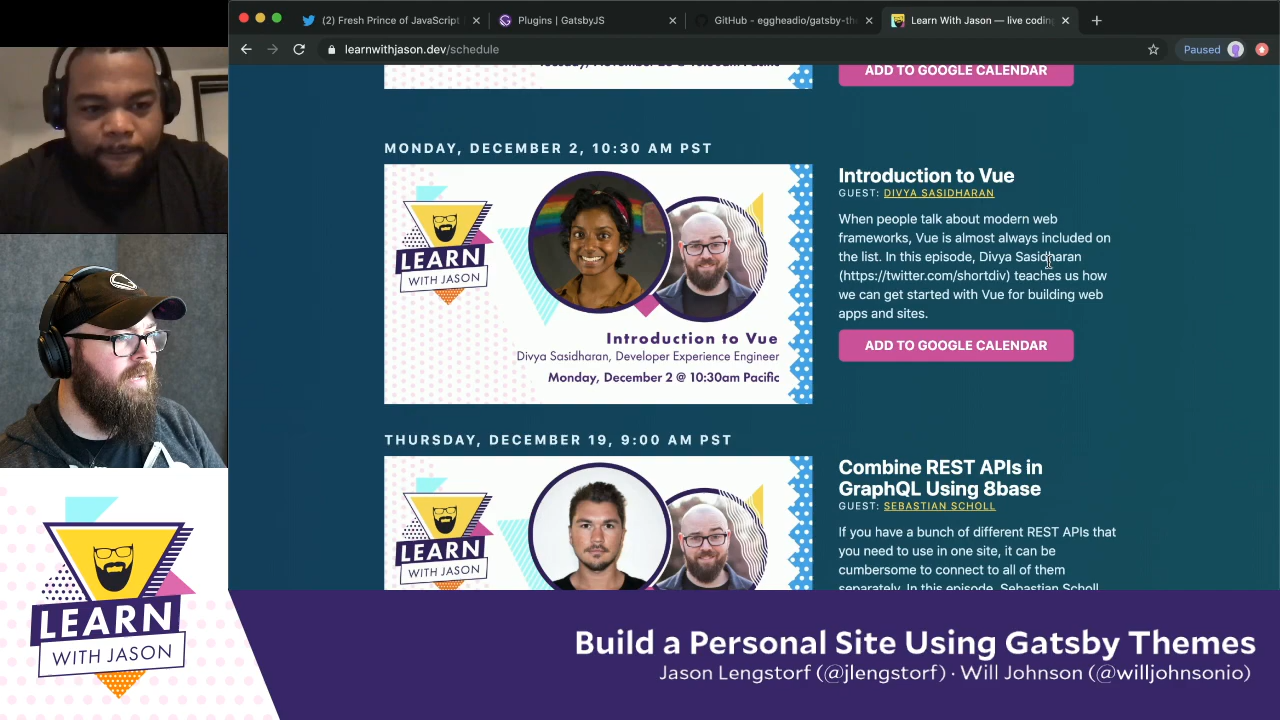 (2) Fresh Prince of JavaScript
Plugins | GatsbyJS
GitHub - eggheadio/gatsby-the
Learn With Jason — live coding
learnwithjason.dev/schedule
Paused
ADD TO GOOGLE CALENDAR
MONDAY, DECEMBER 2, 10:30 AM PST
LEARN
WITH JASON
Introduction to Vue
Divya Sasidharan, Developer Experience Engineer
Monday, December 2 @ 10:30am Pacific
Introduction to Vue
GUEST: DIVYA SASIDHARAN
When people talk about modern web
frameworks, Vue is almost always included on
the list. In this episode, Divya Sasidharan
(https://twitter.com/shortdiv) teaches us how
we can get started with Vue for building web
apps and sites.
ADD TO GOOGLE CALENDAR
THURSDAY, DECEMBER 19, 9:00 AM PST
LEARN
WITH JASON
Combine REST APIs in
GraphQL Using 8base
GUEST: SEBASTIAN SCHOLL
If you have a bunch of different REST APIs that
you need to use in one site, it can be
cumbersome to connect to all of them
separately. In this episode, Sebastian Scholl
LEARN
WITH JASON
Build a Personal Site Using Gatsby Themes
Jason Lengstorf (@jlengstorf) · Will Johnson (@willjohnsonio)